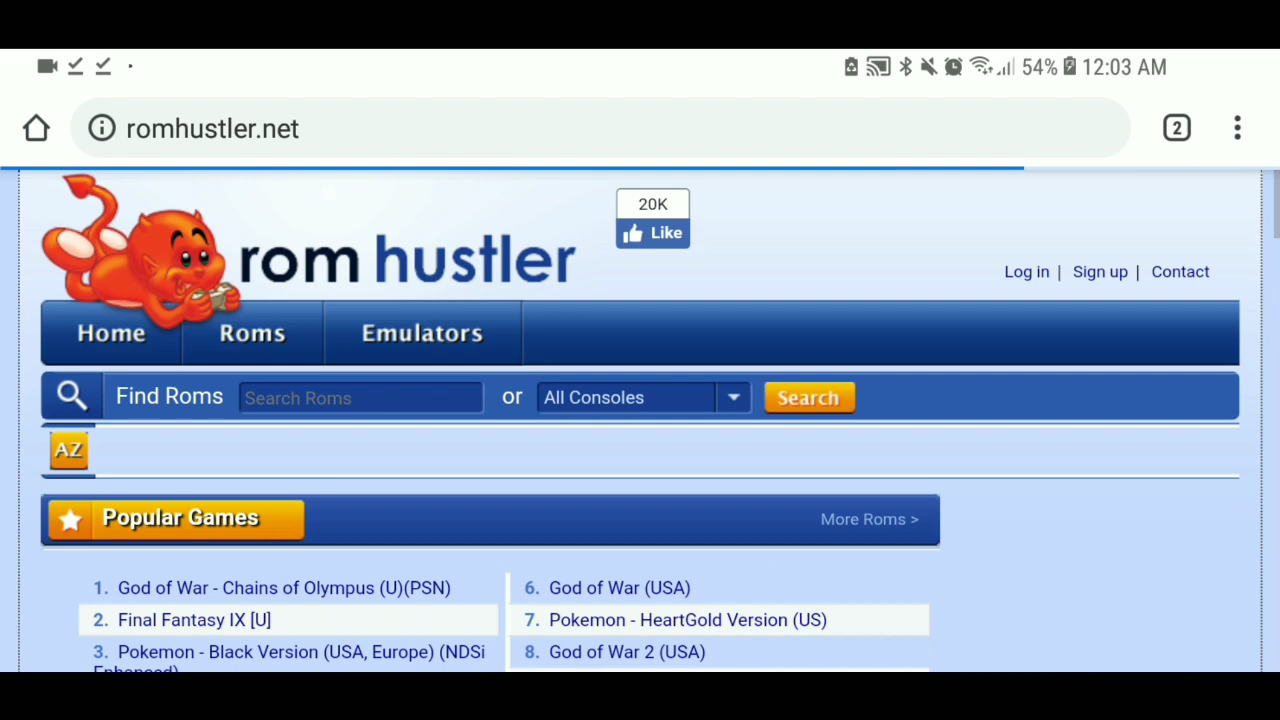 54% 12:03 AM
romhustler.net
2
20K
Like
rom hustler
Log in | Sign up | Contact
Home Roms Emulators
Find Roms Search Roms or All Consoles Search
AZ
Popular Games More Roms >
1. God of War - Chains of Olympus (U)(PSN)
2. Final Fantasy IX [U]
3. Pokemon - Black Version (USA, Europe) (NDSi
Enhanced)
6. God of War (USA)
7. Pokemon - HeartGold Version (US)
8. God of War 2 (USA)